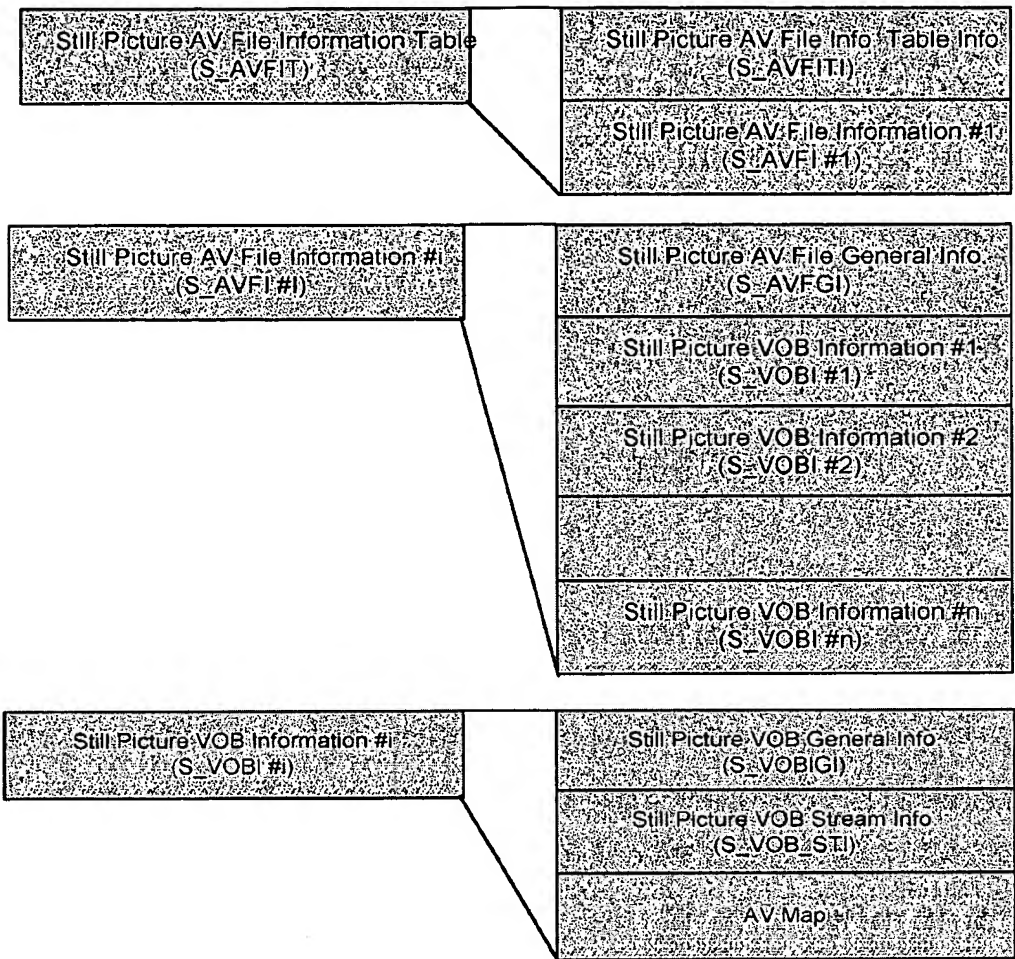 Still Picture AV File Information Table
(S_AVFIT)
Still Picture AV File Info. Table Info
(S_AVFITI)
Still Picture AV File Information #1
(S_AVFI #1)
Still Picture AV File Information #i
(S_AVFI #I)
Still Picture AV File General Info.
(S_AVFGI)
Still Picture VOB Information #1
(S_VOBI #1)
Still Picture VOB Information #2
(S_VOBI #2)
Still Picture VOB Information #n
(S_VOBI #n)
Still Picture VOB Information #i
(S_VOBI #i)
Still Picture VOB General Info
(S_VOBIGI)
Still Picture VOB Stream Info
(S_VOB_STI)
AV Map